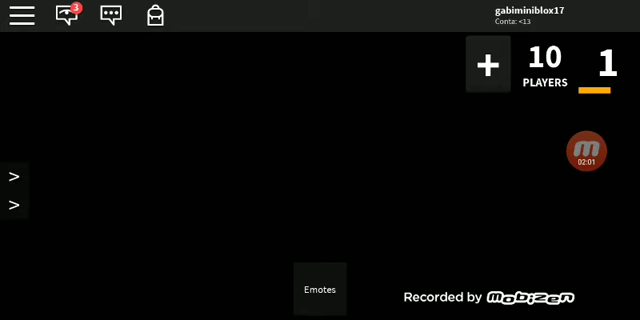 3
gabiminiblox17
Conta: <13
+
10
1
PLAYERS
02:01
>
>
Emotes
Recorded by mobizen